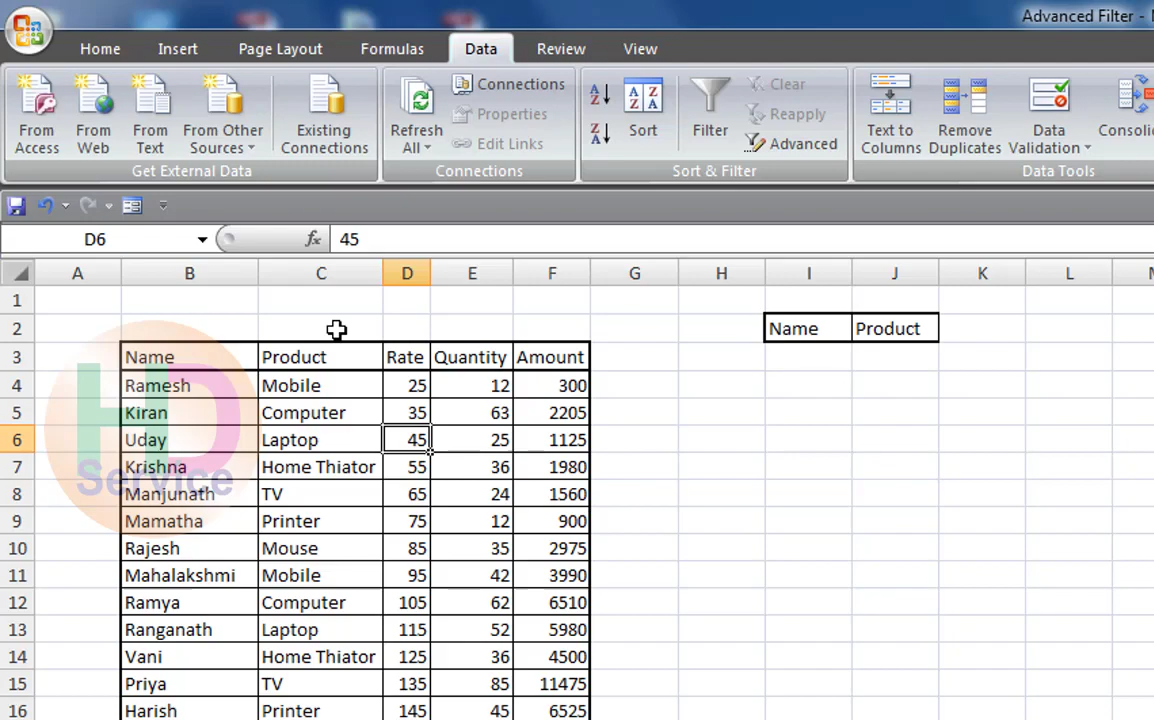 Advanced Filter -
Home Insert Page Layout Formulas Data Review View
From Access
From Web
From Text
From Other Sources
Existing Connections
Get External Data
Refresh All
Connections
Properties
Edit Links
Connections
Sort
Filter
Clear
Reapply
Advanced
Sort & Filter
Text to Columns
Remove Duplicates
Data Validation
Data Tools
D6 fx 45
A B C D E F G H I J K L
1
2 Name Product
3 Name Product Rate Quantity Amount
4 Ramesh Mobile 25 12 300
5 Kiran Computer 35 63 2205
6 Uday Laptop 45 25 1125
7 Krishna Home Thiator 55 36 1980
8 Manjunath TV 65 24 1560
9 Mamatha Printer 75 12 900
10 Rajesh Mouse 85 35 2975
11 Mahalakshmi Mobile 95 42 3990
12 Ramya Computer 105 62 6510
13 Ranganath Laptop 115 52 5980
14 Vani Home Thiator 125 36 4500
15 Priya TV 135 85 11475
16 Harish Printer 145 45 6525
HD
Service